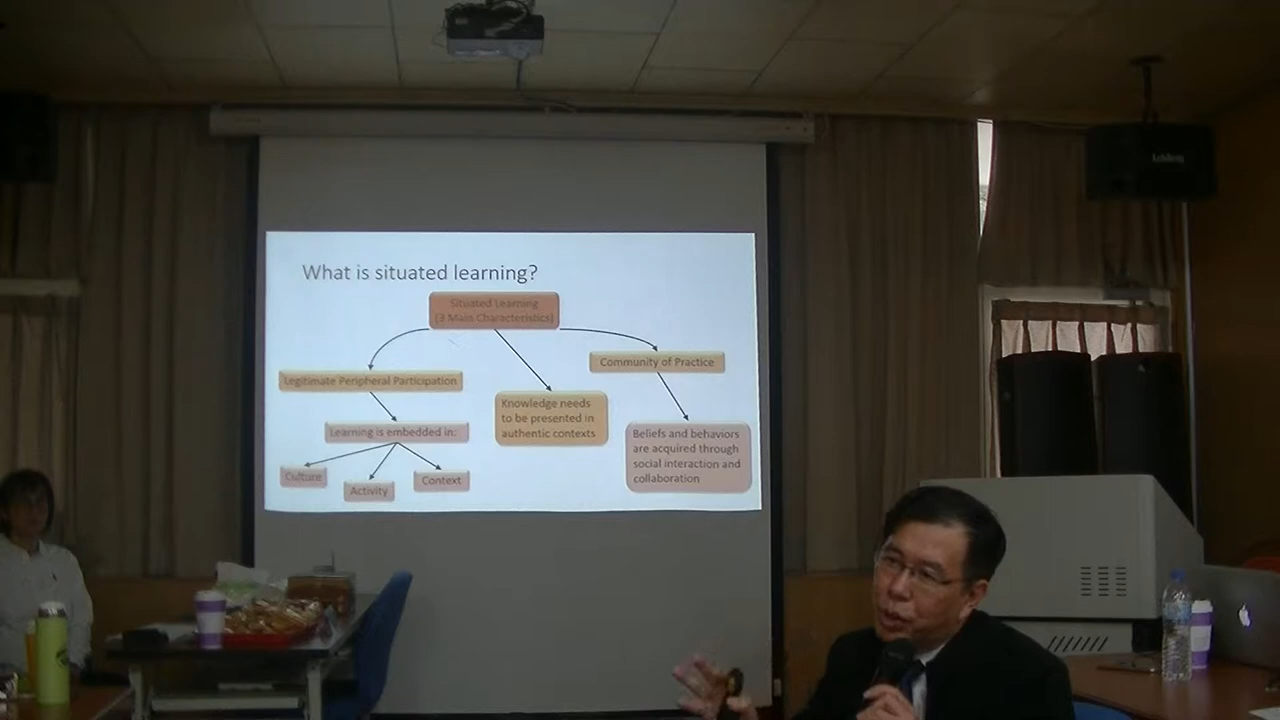 What is situated learning?
Situated Learning
(3 Main Characteristics)
Legitimate Peripheral Participation
Learning is embedded in:
Culture
Activity
Context
Knowledge needs
to be presented in
authentic contexts
Community of Practice
Beliefs and behaviors
are acquired through
social interaction and
collaboration